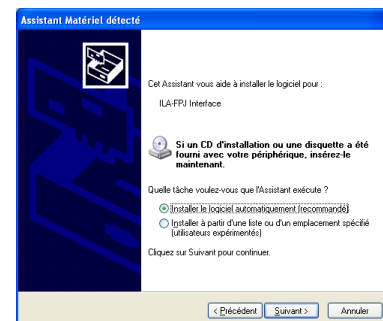 Assistant Matériel détecté
Cet Assistant vous aide à installer le logiciel pour :
ILA-FPJ Interface
Si un CD d'installation ou une disquette a été
fourni avec votre périphérique, insérez-le
maintenant.
Quelle tâche voulez-vous que l'Assistant exécute ?
Installer le logiciel automatiquement (recommandé)
Installer à partir d'une liste ou d'un emplacement spécifié
(utilisateurs expérimentés)
Cliquez sur Suivant pour continuer.
< Précédent
Suivant >
Annuler